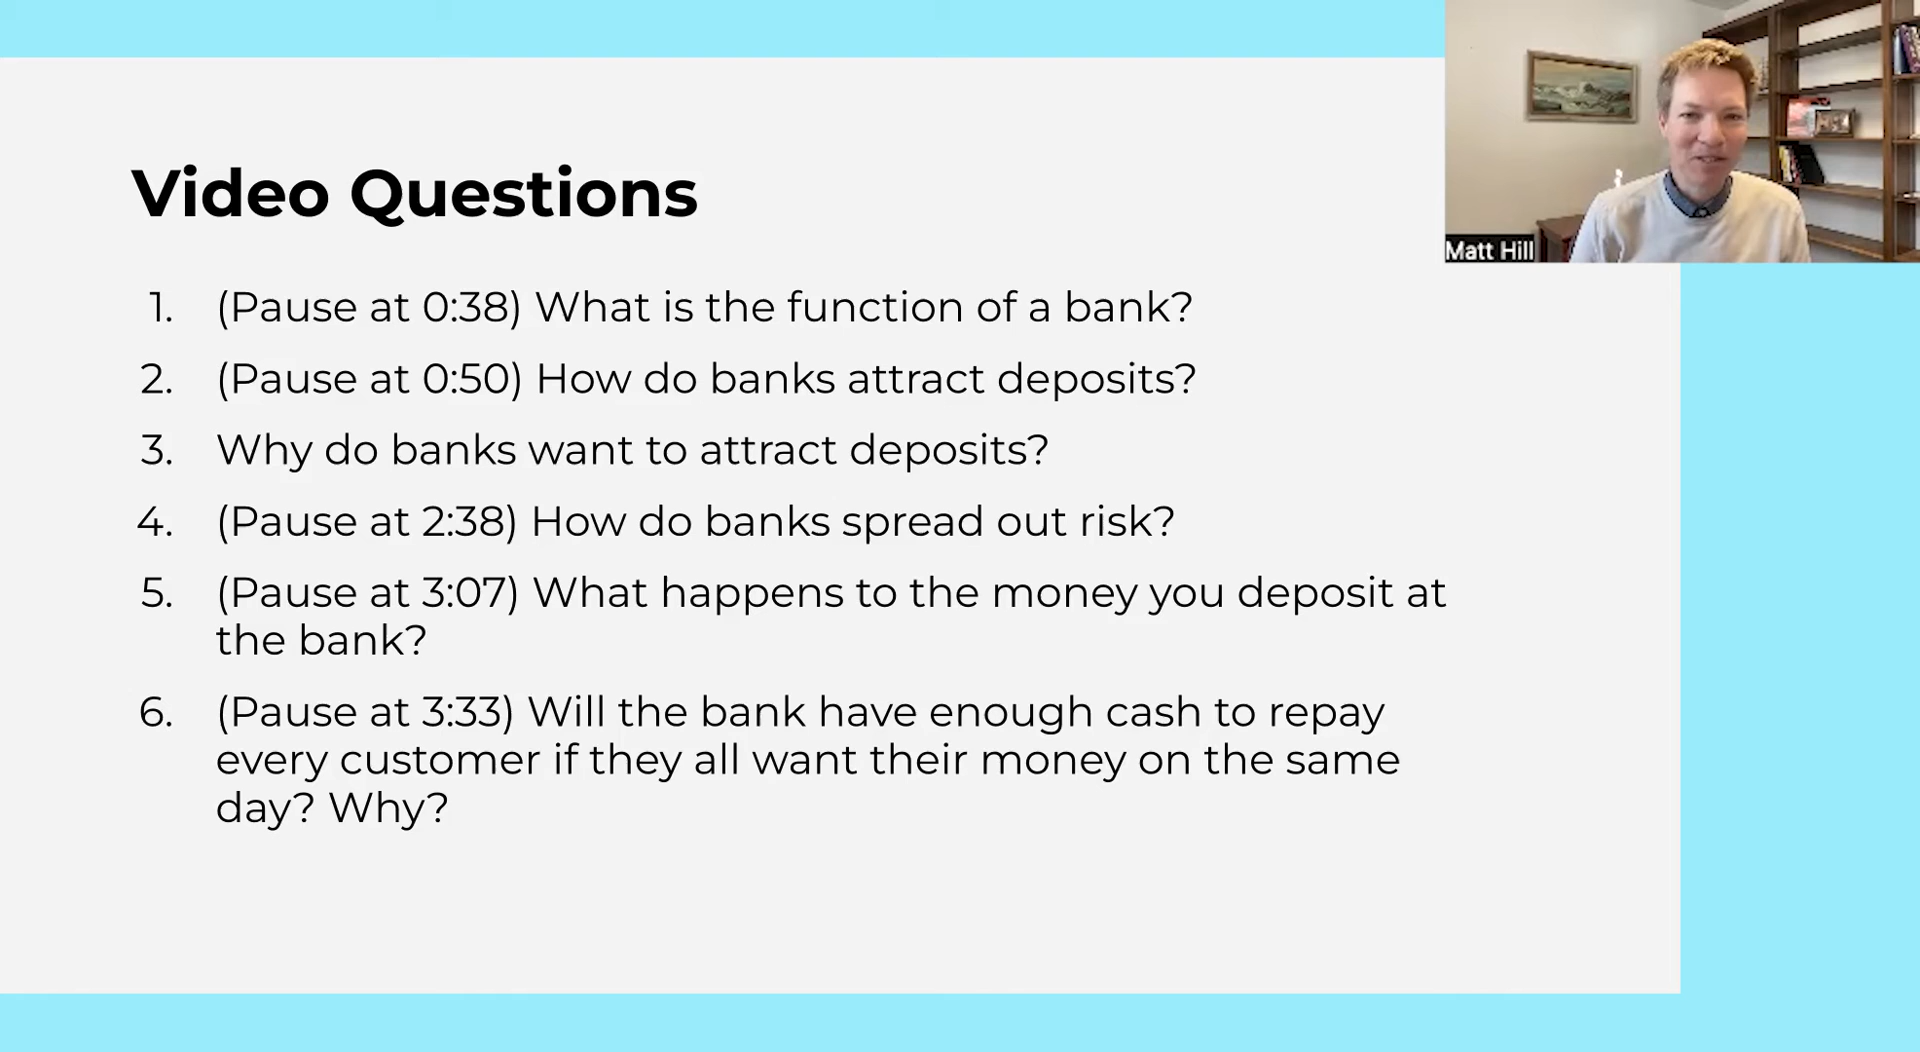 Video Questions
1. (Pause at 0:38) What is the function of a bank?
2. (Pause at 0:50) How do banks attract deposits?
3. Why do banks want to attract deposits?
4. (Pause at 2:38) How do banks spread out risk?
5. (Pause at 3:07) What happens to the money you deposit at
the bank?
6. (Pause at 3:33) Will the bank have enough cash to repay
every customer if they all want their money on the same
day? Why?
Matt Hill